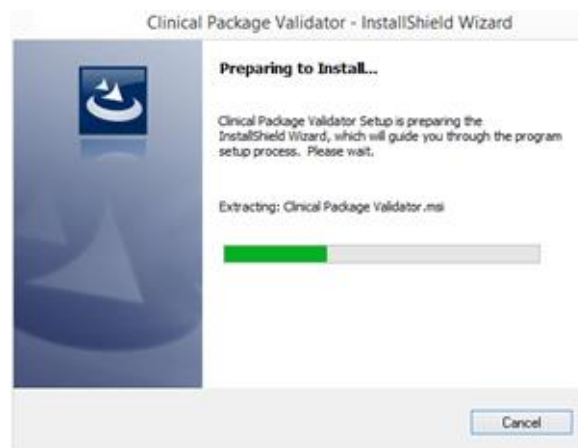 Clinical Package Validator - InstallShield Wizard
Preparing to Install...
Clinical Package Validator Setup is preparing the
InstallShield Wizard, which will guide you through the program
setup process. Please wait.
Extracting: Clinical Package Validator.msi
Cancel